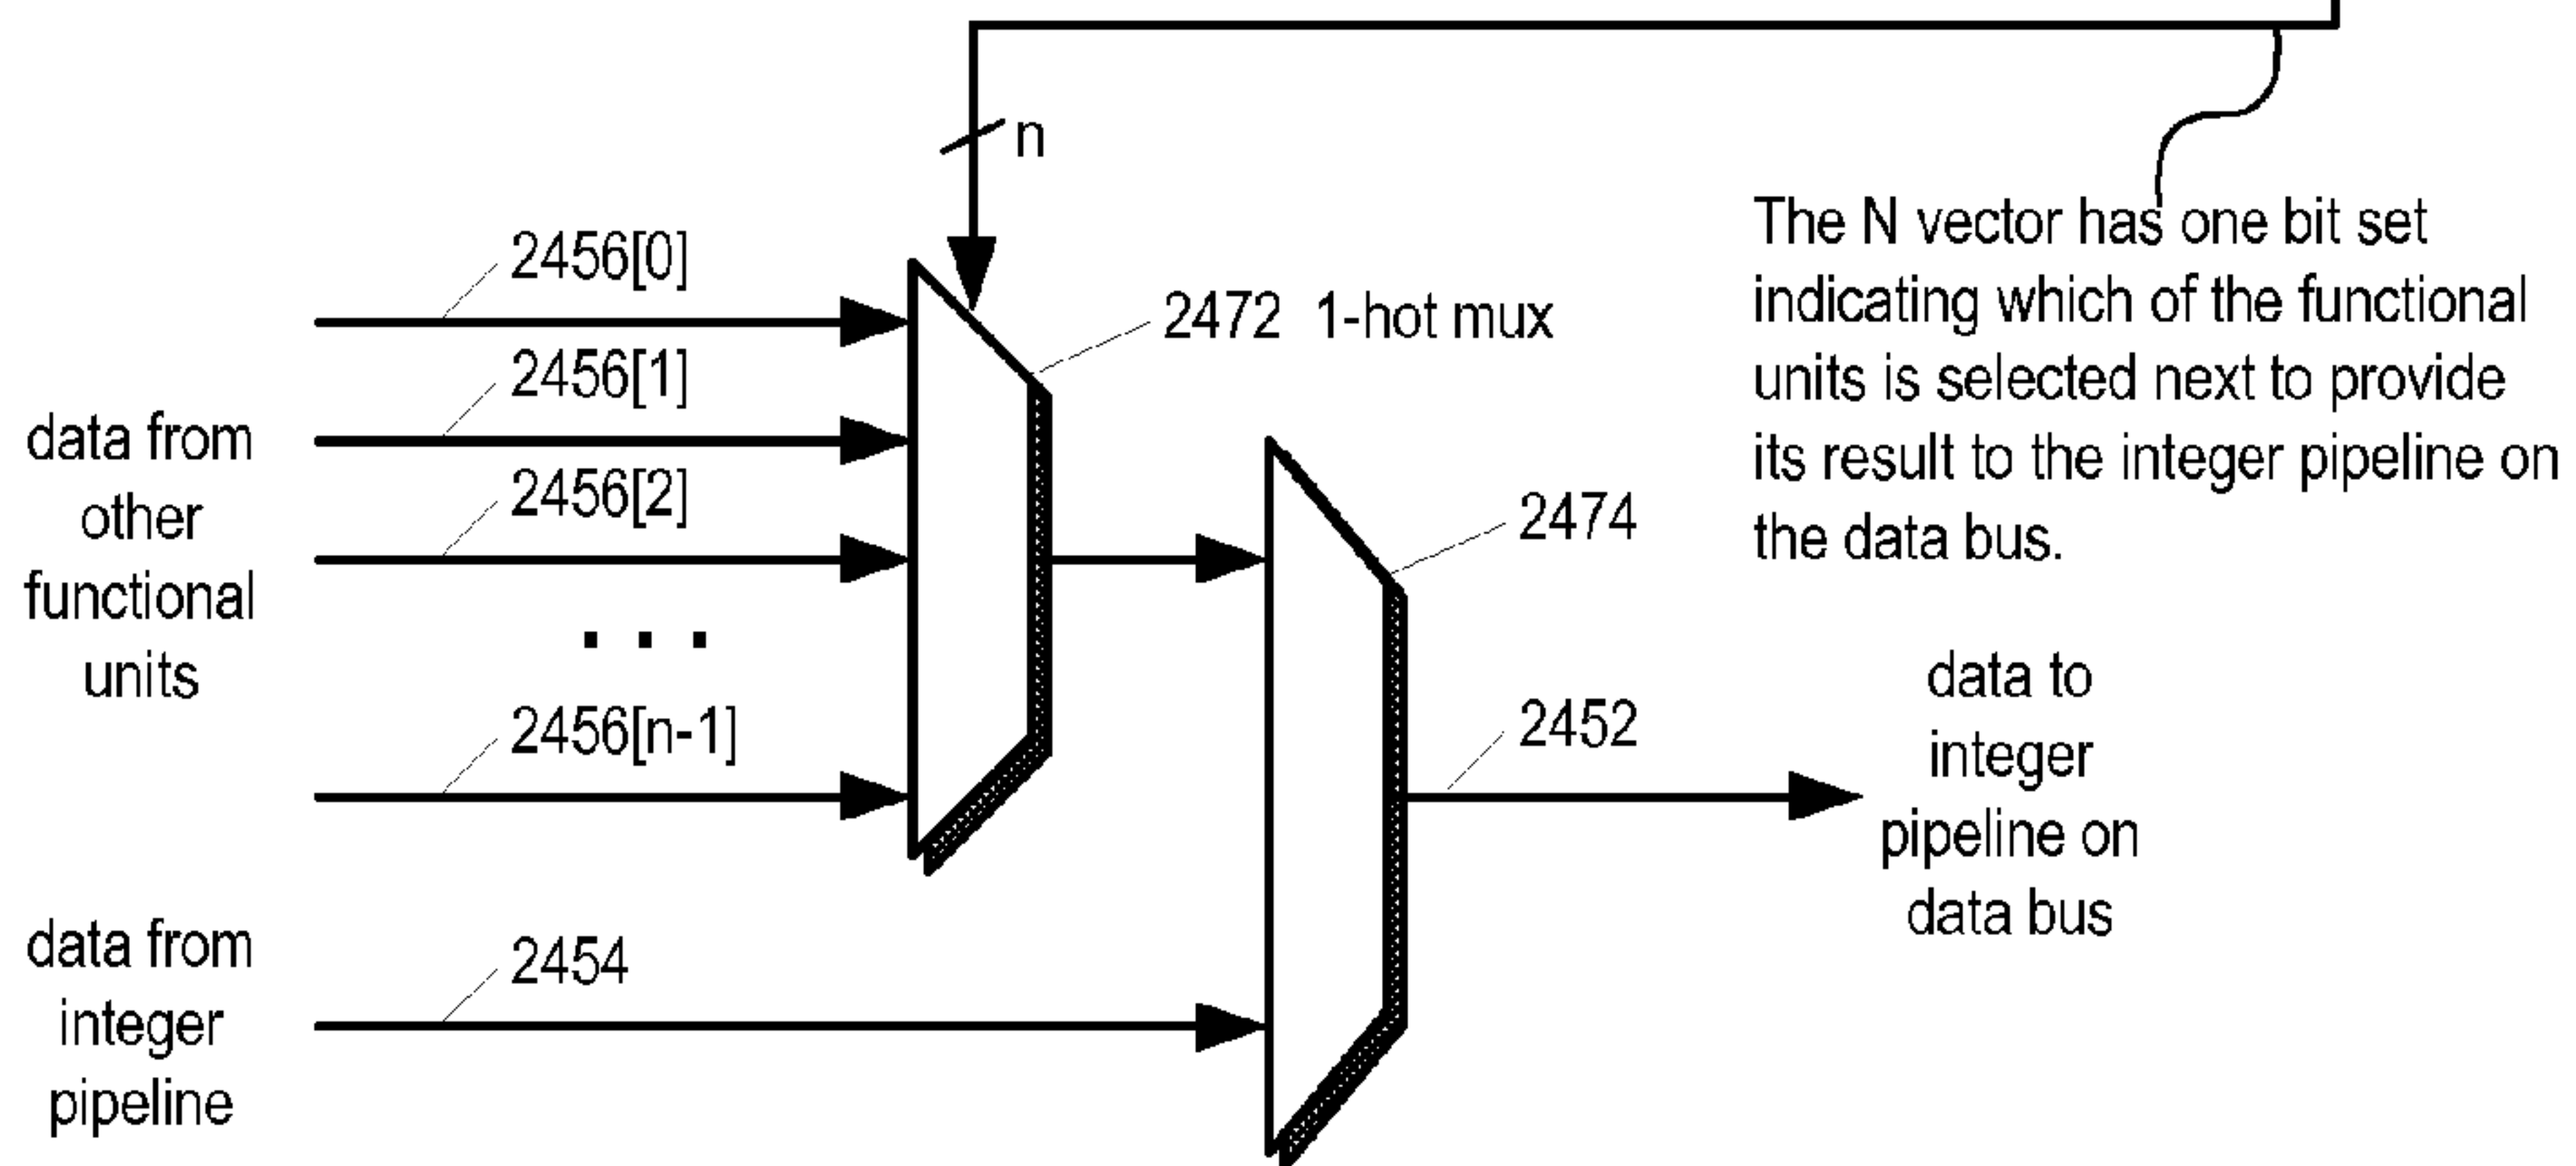 n
The N vector has one bit set
indicating which of the functional
units is selected next to provide
its result to the integer pipeline on
the data bus.
2456[0]
2472 1-hot mux
2456[1]
data from
other
functional
units
2456[2]
2474
. . .
2456[n-1]
2452
data to
integer
pipeline on
data bus
data from
integer
pipeline
2454